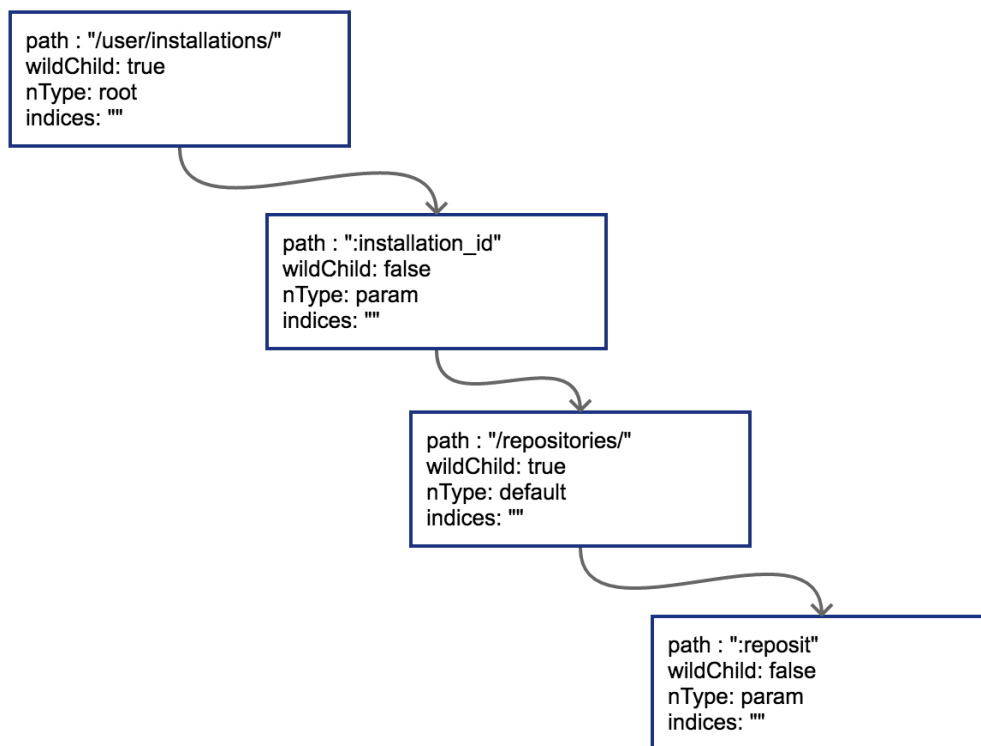 path : "/user/installations/"
wildChild: true
nType: root
indices: ""
path : ":installation_id"
wildChild: false
nType: param
indices: ""
path : "/repositories/"
wildChild: true
nType: default
indices: ""
path : ":reposit"
wildChild: false
nType: param
indices: ""